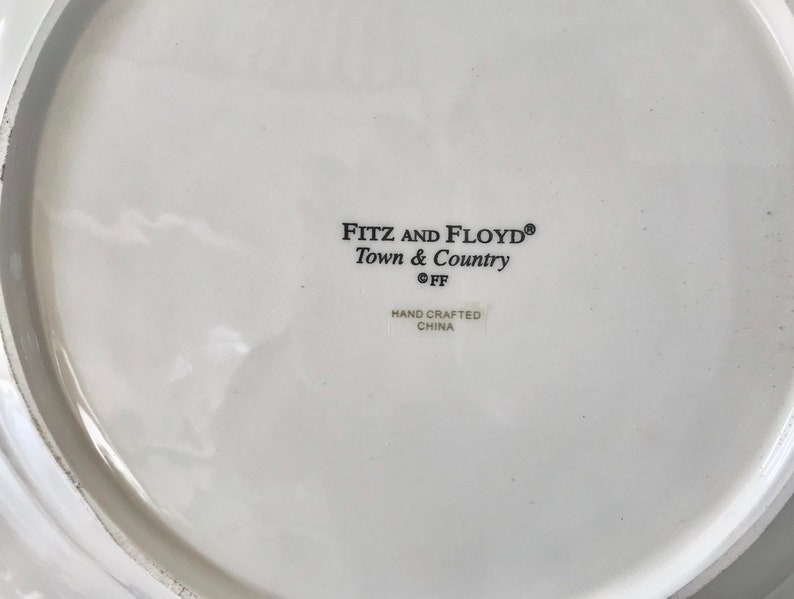 FITZ AND FLOYD®
Town & Country
©FF
HAND CRAFTED
CHINA